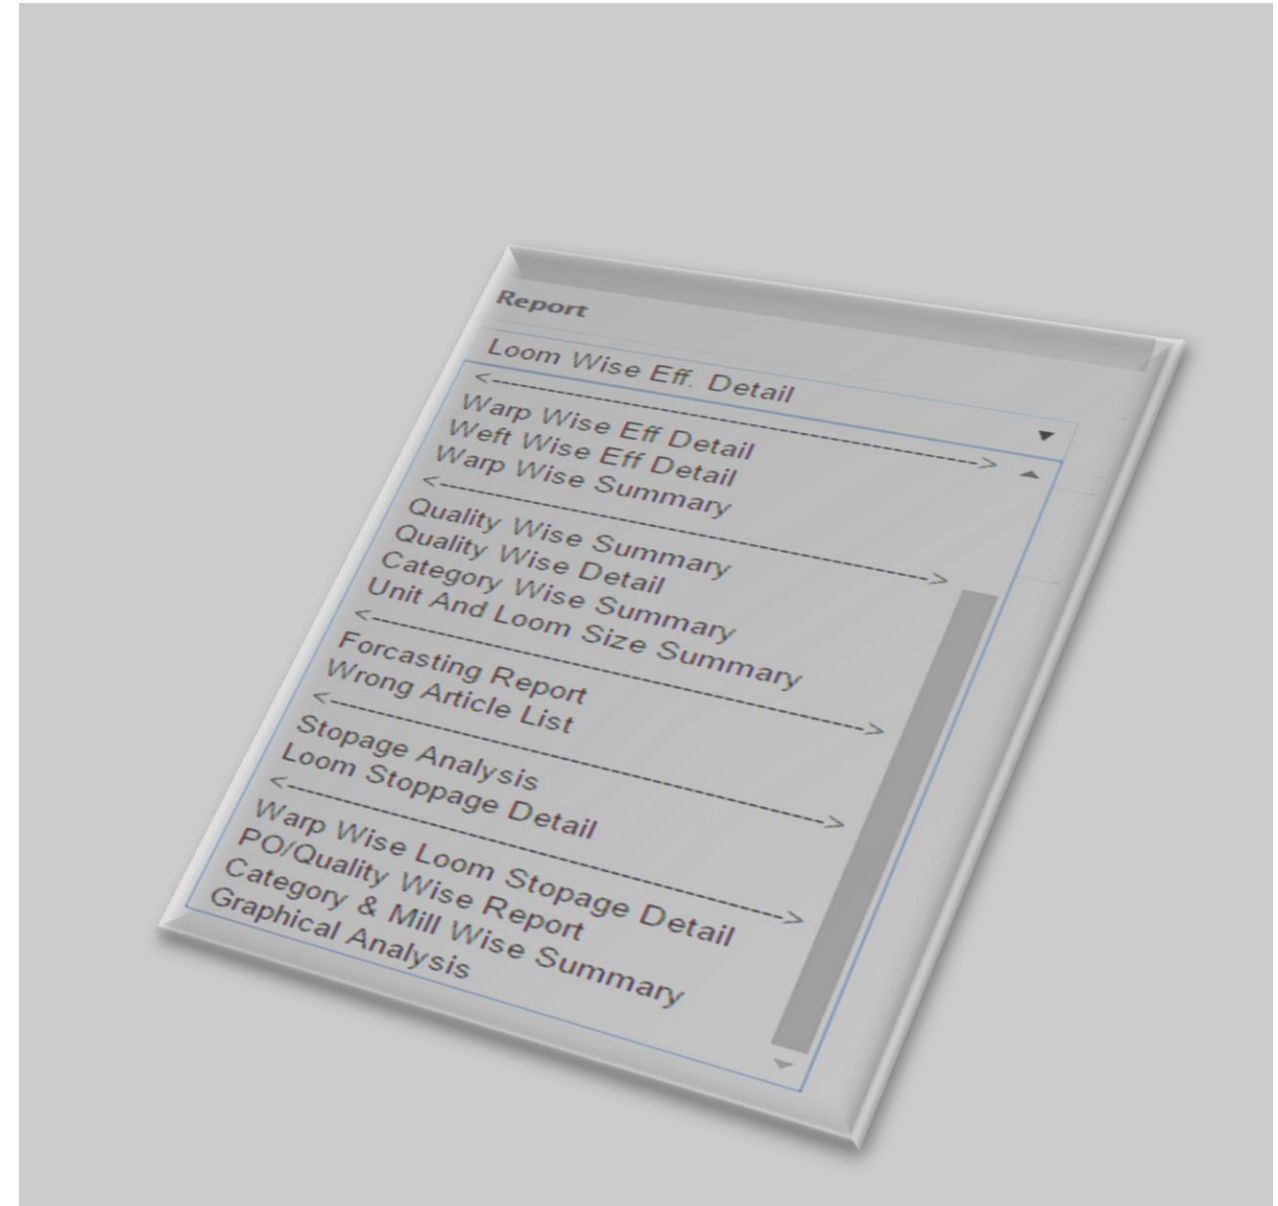 Report
Loom Wise Eff. Detail
<-------------------------------------------------->
Warp Wise Eff Detail
Weft Wise Eff Detail
Warp Wise Summary
<-------------------------------------------------->
Quality Wise Summary
Quality Wise Detail
Category Wise Summary
Unit And Loom Size Summary
<-------------------------------------------------->
Forcasting Report
Wrong Article List
<-------------------------------------------------->
Stopage Analysis
Loom Stoppage Detail
<-------------------------------------------------->
Warp Wise Loom Stopage Detail
PO/Quality Wise Report
Category & Mill Wise Summary
Graphical Analysis